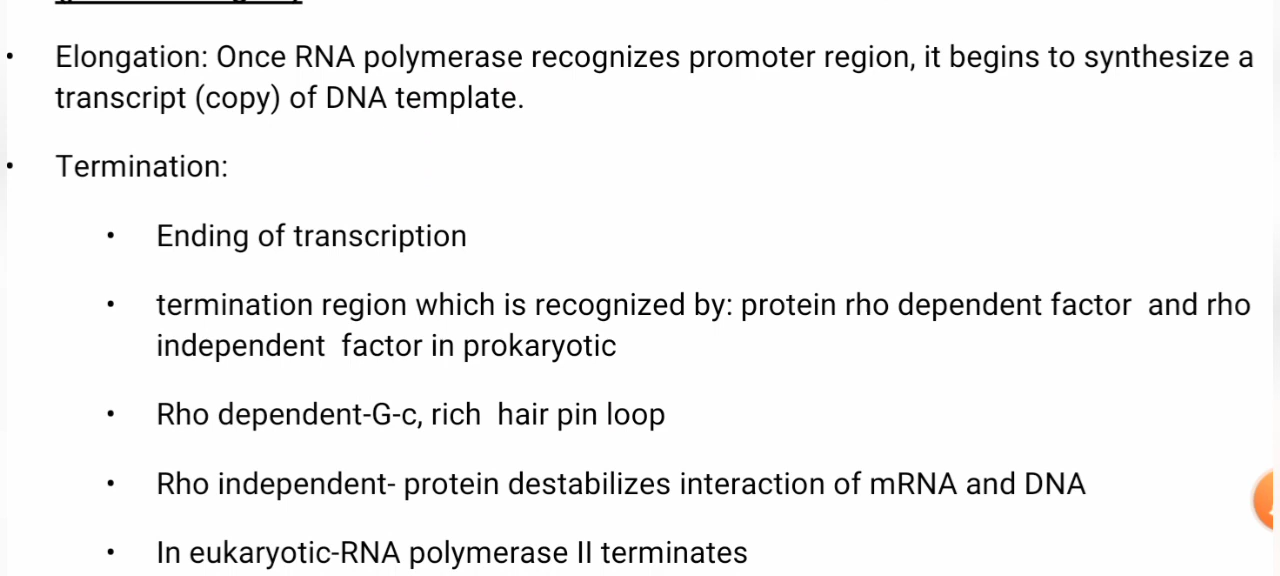 • Elongation: Once RNA polymerase recognizes promoter region, it begins to synthesize a
transcript (copy) of DNA template.
• Termination:
• Ending of transcription
• termination region which is recognized by: protein rho dependent factor  and rho
independent  factor in prokaryotic
• Rho dependent-G-c, rich  hair pin loop
• Rho independent- protein destabilizes interaction of mRNA and DNA
• In eukaryotic-RNA polymerase II terminates